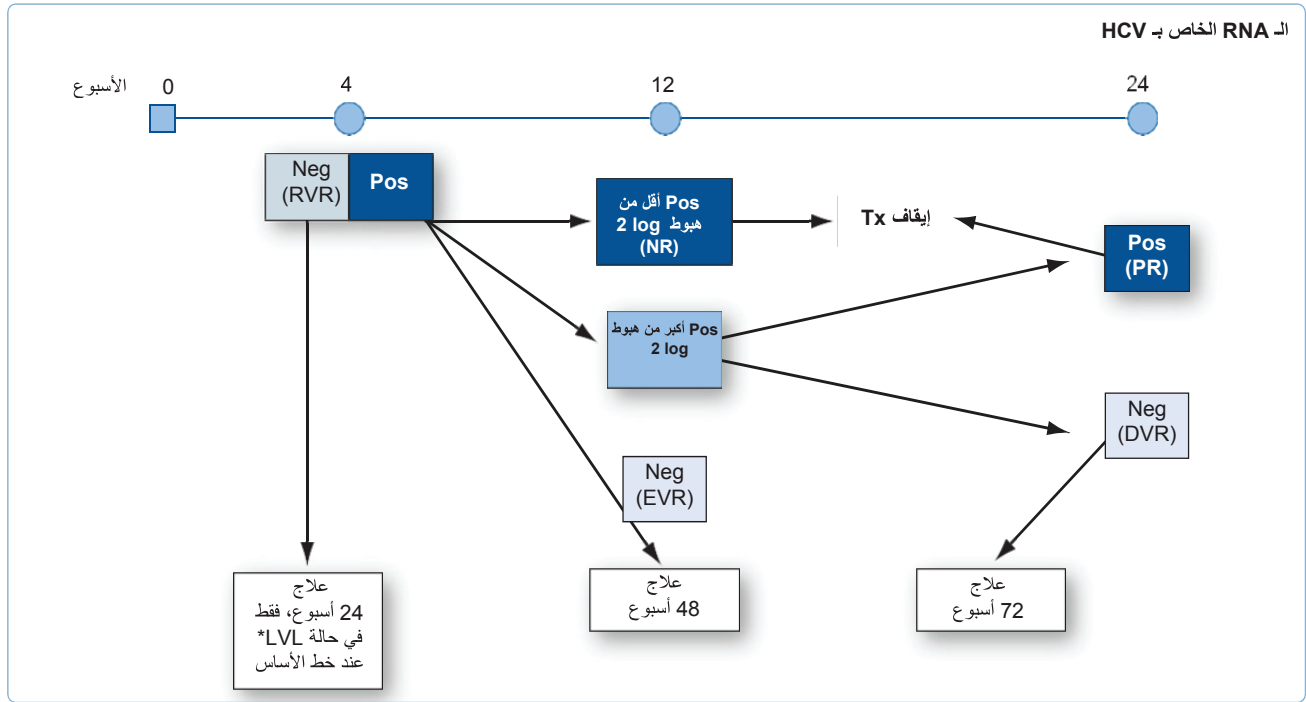 الـ RNA الخاص بـ HCV
الأسبوع 0 4 12 24
Neg
(RVR)
Pos
Pos أقل من
هبوط 2 log
(NR)
إيقاف Tx
Pos
(PR)
Pos أكبر من هبوط
2 log
Neg
(DVR)
Neg
(EVR)
علاج
24 أسبوع، فقط
في حالة LVL*
عند خط الأساس
علاج
48 أسبوع
علاج
72 أسبوع